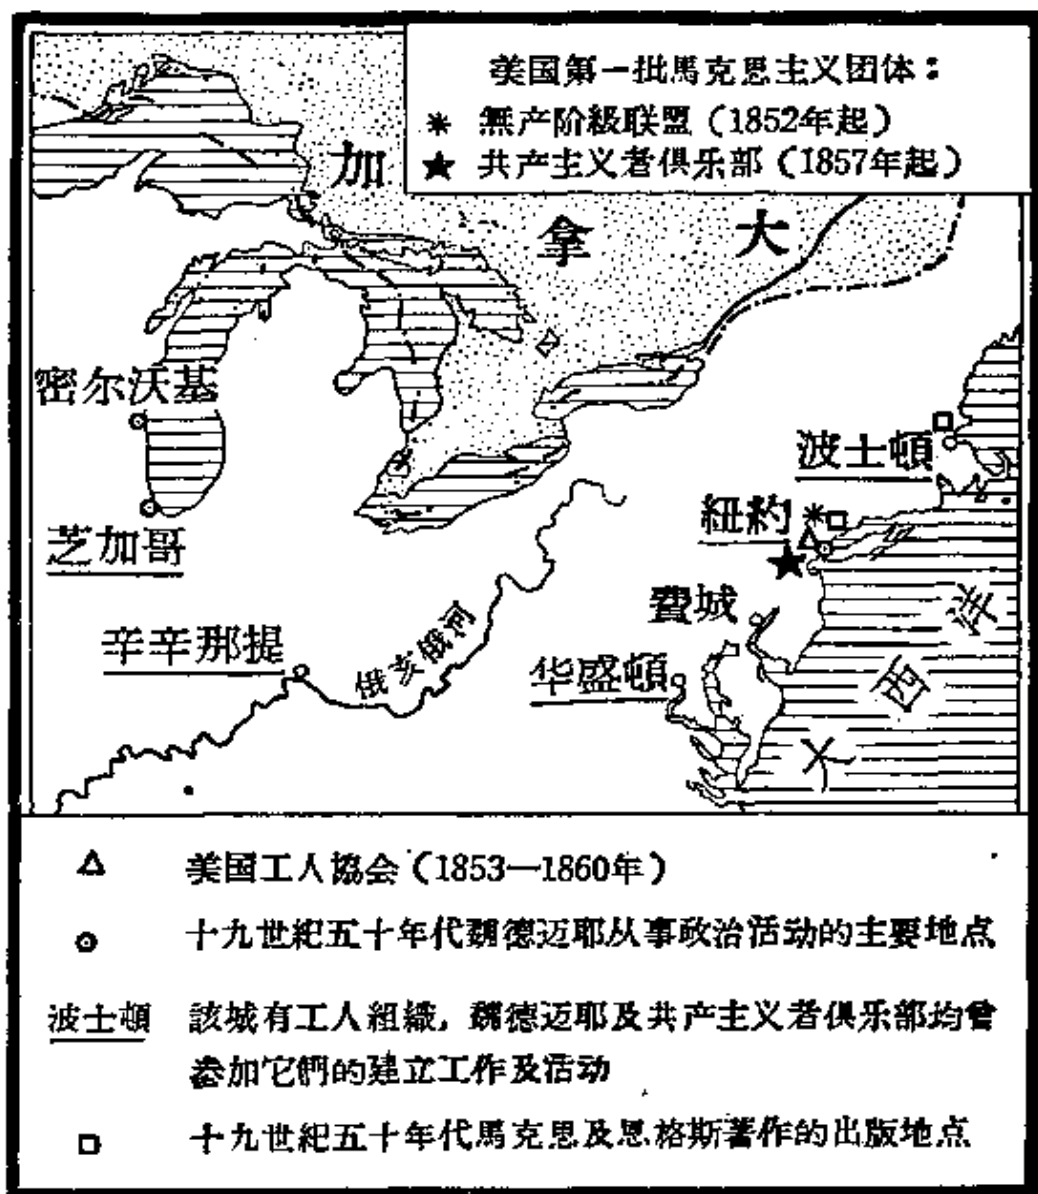 美国第一批馬克思主义团体：
* 無产阶級联盟（1852年起）
★ 共产主义者俱乐部（1857年起）
加
拿 大
密尔沃基
波士頓
紐約
芝加哥
費城
辛辛那提
俄亥俄河
华盛頓
大
西
洋
△ 美国工人協会（1853—1860年）
⊙ 十九世紀五十年代魏德迈耶从事政治活动的主要地点
波士頓 該城有工人組織，魏德迈耶及共产主义者俱乐部均曾
参加它們的建立工作及活动
□ 十九世紀五十年代馬克思及恩格斯著作的出版地点